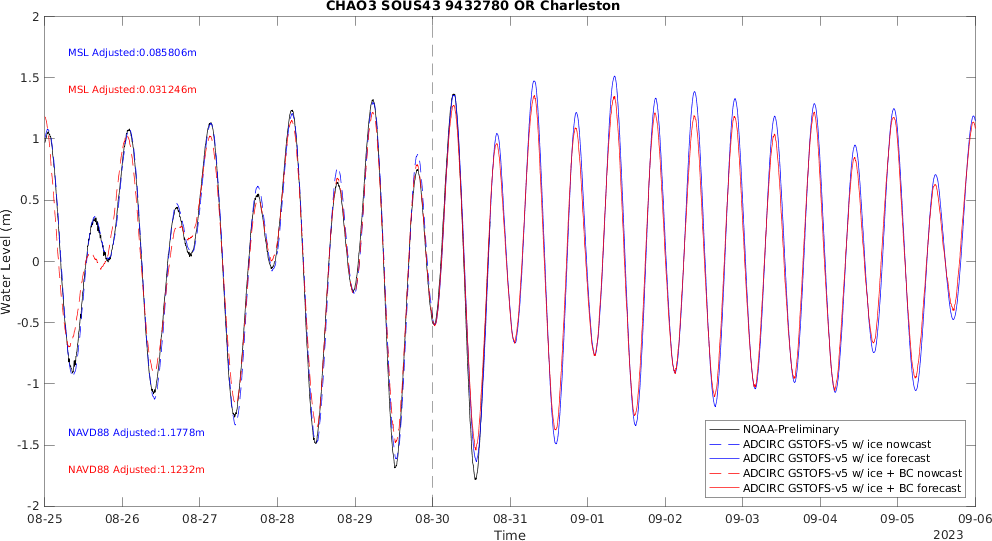 CHAO3 SOUS43 9432780 OR Charleston
MSL Adjusted:0.085806m
MSL Adjusted:0.031246m
NAVD88 Adjusted:1.1778m
NAVD88 Adjusted:1.1232m
Water Level (m)
2
1.5
1
0.5
0
-0.5
-1
-1.5
-2
NOAA-Preliminary
ADCIRC GSTOFS-v5 w/ ice nowcast
ADCIRC GSTOFS-v5 w/ ice forecast
ADCIRC GSTOFS-v5 w/ ice + BC nowcast
ADCIRC GSTOFS-v5 w/ ice + BC forecast
08-25 08-26 08-27 08-28 08-29 08-30 08-31 09-01 09-02 09-03 09-04 09-05 09-06
Time
2023